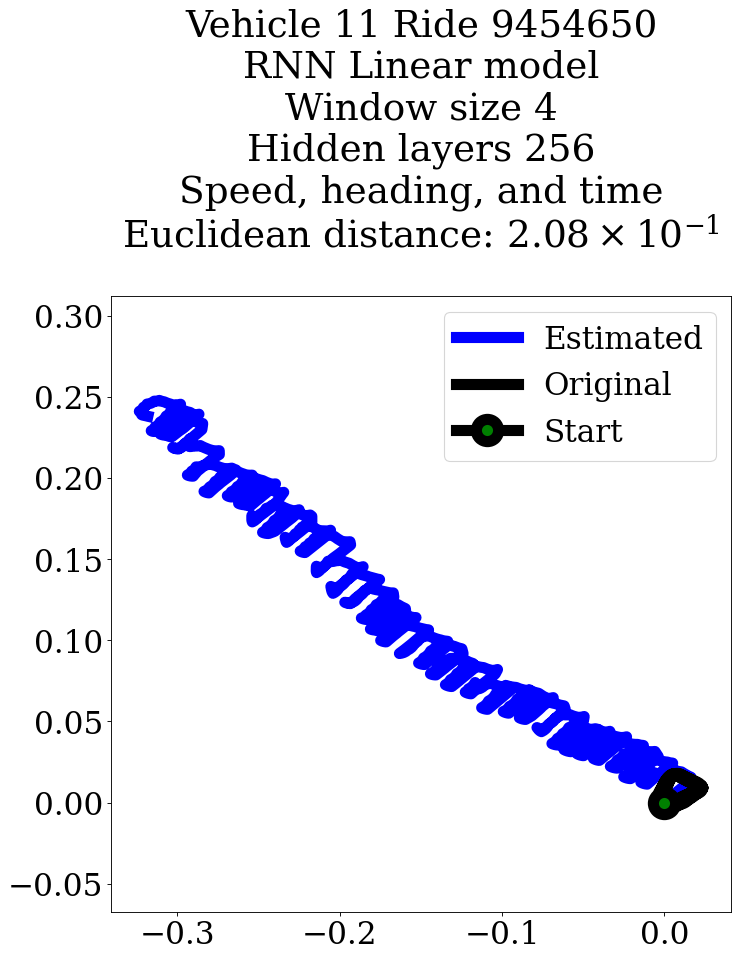 Vehicle 11 Ride 9454650
RNN Linear model
Window size 4
Hidden layers 256
Speed, heading, and time
Euclidean distance: 2.08 × 10⁻¹
Estimated
Original
Start
0.30
0.25
0.20
0.15
0.10
0.05
0.00
−0.05
−0.3 −0.2 −0.1 0.0